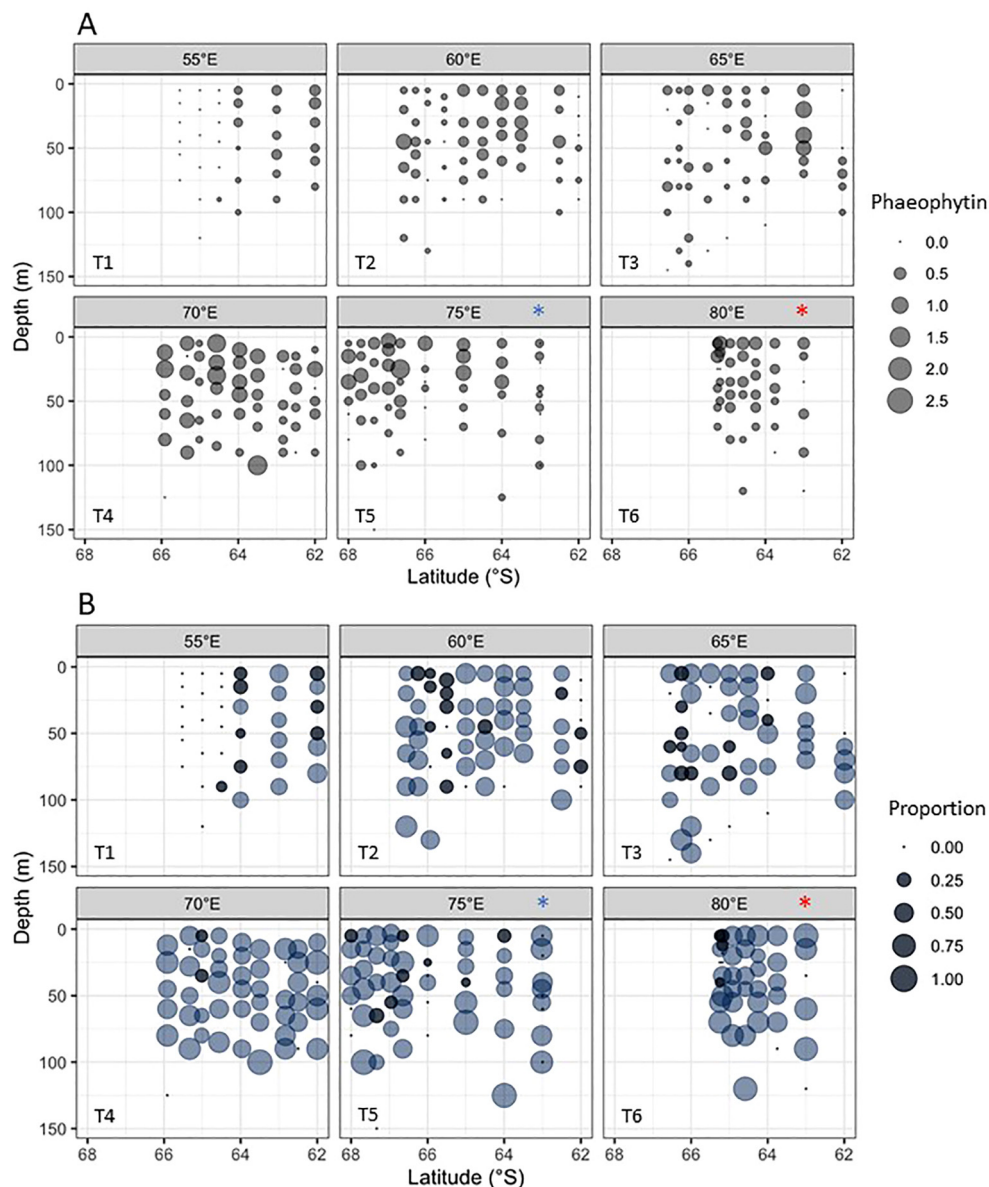 A
55°E 60°E 65°E
0
50
100
150
T1 T2 T3
Phaeophytin
0.0
0.5
1.0
1.5
2.0
2.5
Depth (m)
70°E 75°E * 80°E *
0
50
100
150
T4 T5 T6
68 66 64 62 68 66 64 62 68 66 64 62
Latitude (°S)
B
55°E 60°E 65°E
0
50
100
150
T1 T2 T3
Proportion
0.00
0.25
0.50
0.75
1.00
Depth (m)
70°E 75°E * 80°E *
0
50
100
150
T4 T5 T6
68 66 64 62 68 66 64 62 68 66 64 62
Latitude (°S)